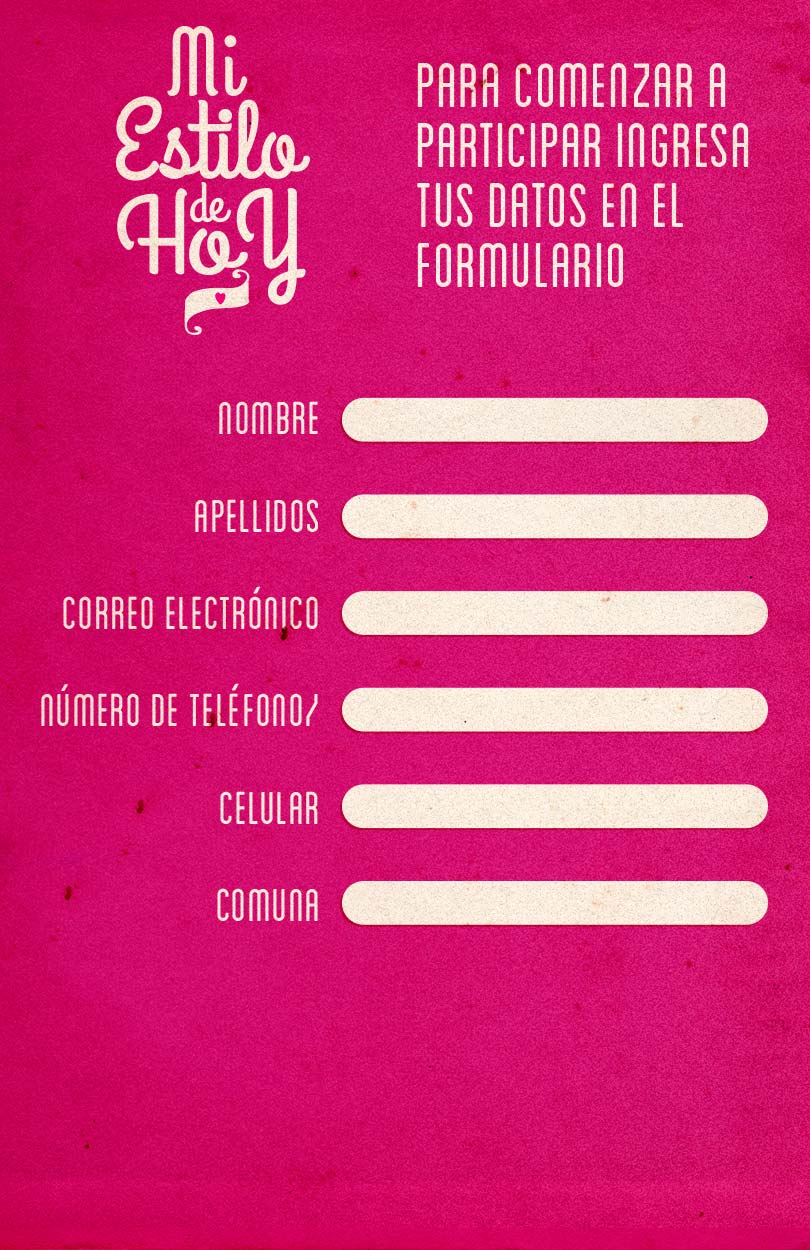 Mi
Estilo
de
Hoy
PARA COMENZAR A
PARTICIPAR INGRESA
TUS DATOS EN EL
FORMULARIO
NOMBRE
APELLIDOS
CORREO ELECTRÓNICO
NÚMERO DE TELÉFONO/
CELULAR
COMUNA